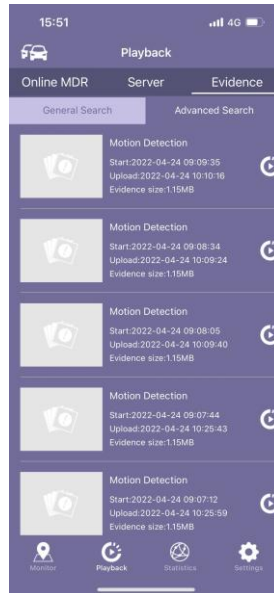 15:51
4G
Playback
Online MDR Server Evidence
General Search Advanced Search
Motion Detection
Start:2022-04-24 09:09:35
Upload:2022-04-24 10:10:16
Evidence size:1.15MB
Motion Detection
Start:2022-04-24 09:08:34
Upload:2022-04-24 10:09:24
Evidence size:1.15MB
Motion Detection
Start:2022-04-24 09:08:05
Upload:2022-04-24 10:09:40
Evidence size:1.15MB
Motion Detection
Start:2022-04-24 09:07:44
Upload:2022-04-24 10:25:43
Evidence size:1.15MB
Motion Detection
Start:2022-04-24 09:07:12
Upload:2022-04-24 10:25:59
Evidence size:1.15MB
Monitor Playback Statistics Settings